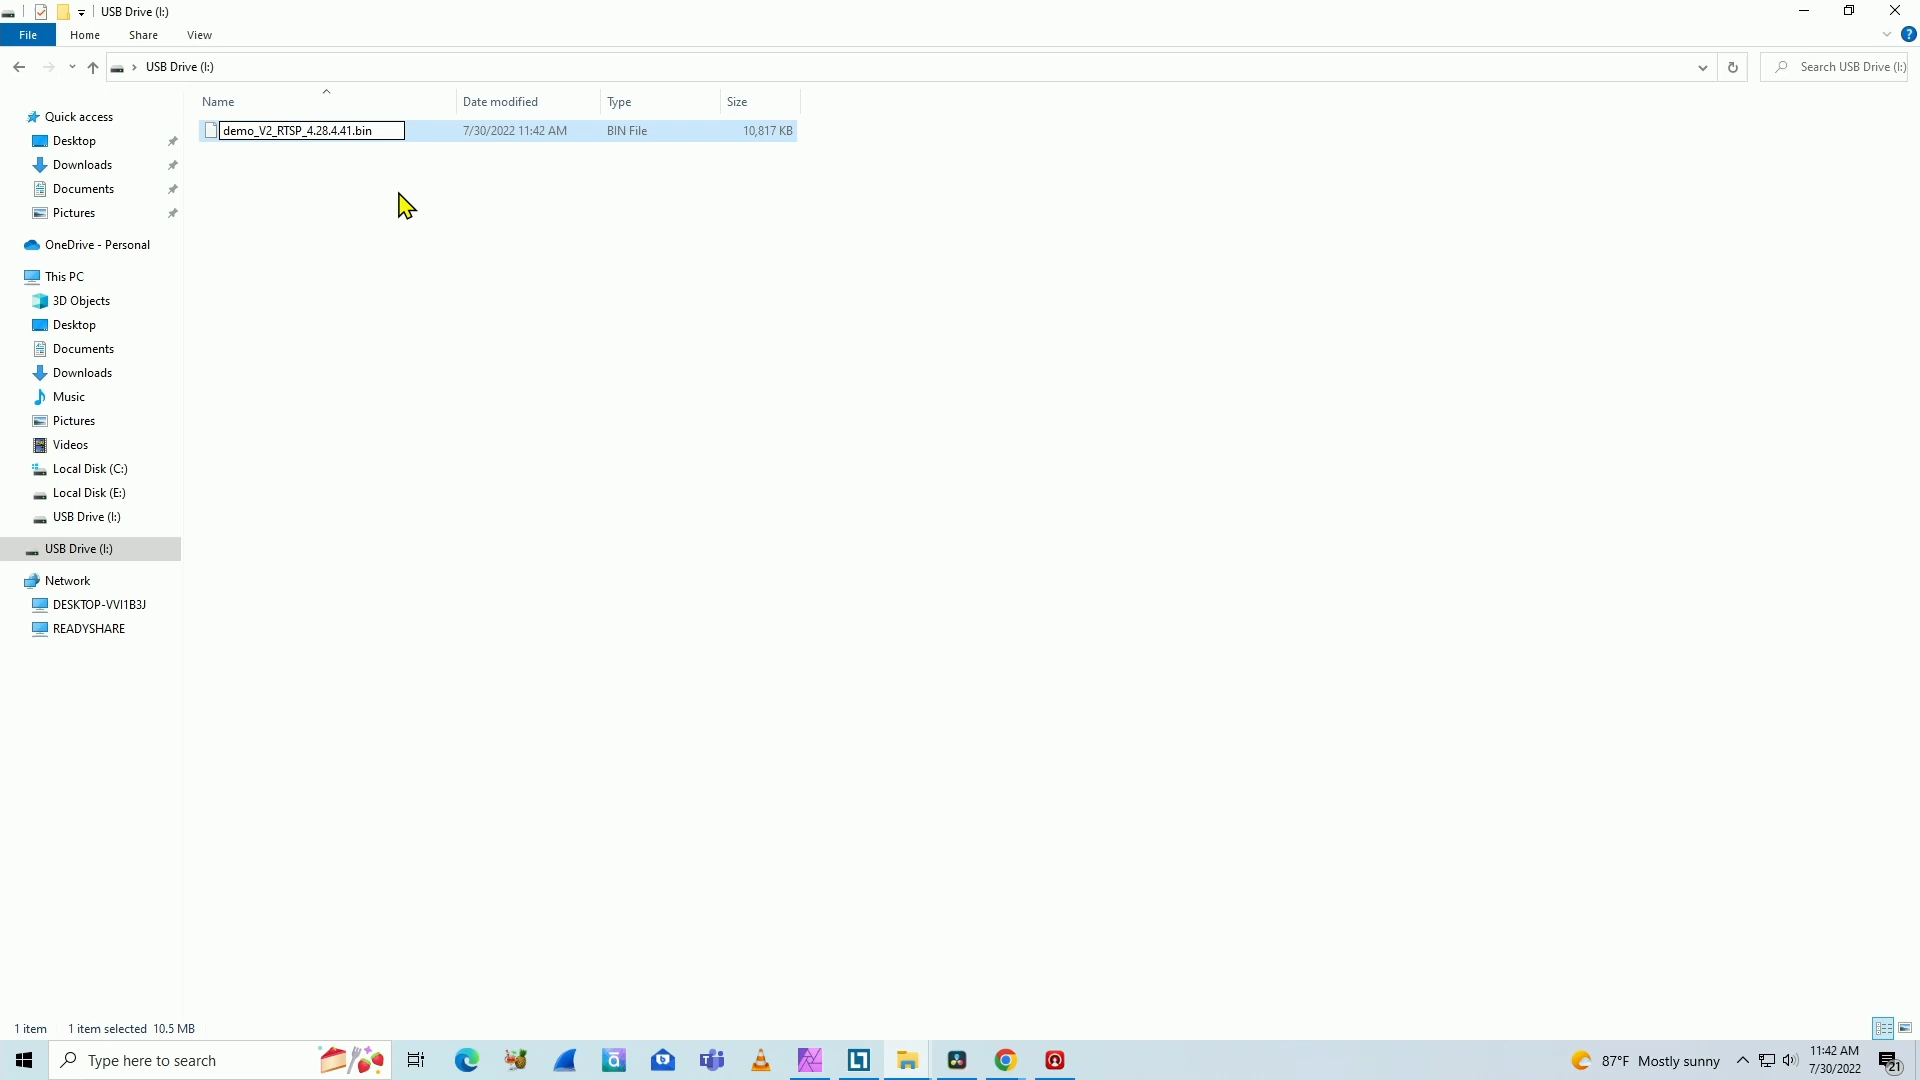 USB Drive (I:)
File
Home
Share
View
?
USB Drive (I:)
Search USB Drive (I:)
Name
Date modified
Type
Size
demo_V2_RTSP_4.28.4.41.bin
7/30/2022 11:42 AM
BIN File
10,817 KB
Quick access
Desktop
Downloads
Documents
Pictures
OneDrive - Personal
This PC
3D Objects
Desktop
Documents
Downloads
Music
Pictures
Videos
Local Disk (C:)
Local Disk (E:)
USB Drive (I:)
USB Drive (I:)
Network
DESKTOP-VVI1B3J
READYSHARE
1 item
1 item selected 10.5 MB
Type here to search
87°F Mostly sunny
11:42 AM
7/30/2022
21